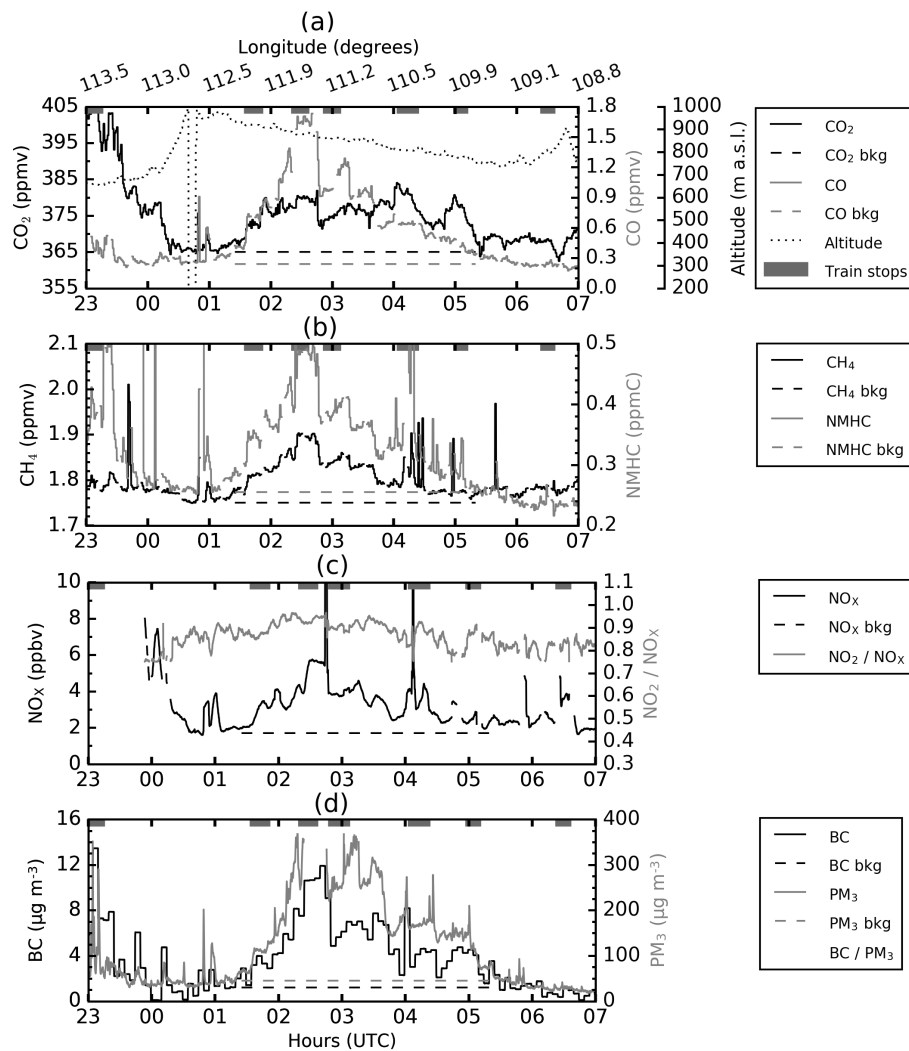 (a)
Longitude (degrees)
113.5 113.0 112.5 111.9 111.2 110.5 109.9 109.1 108.8
405 1.8 1000
395 1.5 900
385 1.2 800
375 0.9 700
365 0.6 600
355 0.3 500
0.0 400
300
200
CO₂ (ppmv)
CO (ppmv)
Altitude (m a.s.l.)
23 00 01 02 03 04 05 06 07
CO₂
CO₂ bkg
CO
CO bkg
Altitude
Train stops
(b)
2.1 0.5
2.0 0.4
1.9 0.3
1.8 0.2
1.7
CH₄ (ppmv)
NMHC (ppmC)
23 00 01 02 03 04 05 06 07
CH₄
CH₄ bkg
NMHC
NMHC bkg
(c)
10 1.1
8 1.0
6 0.9
4 0.8
2 0.7
0 0.6
0.5
0.4
0.3
NOₓ (ppbv)
NO₂ / NOₓ
23 00 01 02 03 04 05 06 07
NOₓ
NOₓ bkg
NO₂ / NOₓ
(d)
16 400
12 300
8 200
4 100
0 0
BC (μg m⁻³)
PM₃ (μg m⁻³)
23 00 01 02 03 04 05 06 07
Hours (UTC)
BC
BC bkg
PM₃
PM₃ bkg
BC / PM₃